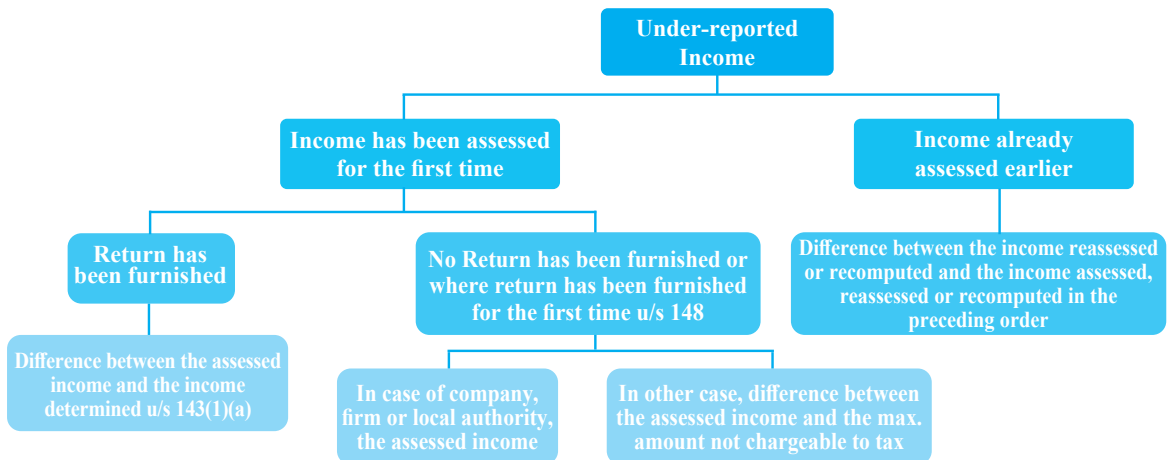 Under-reported
Income
Income has been assessed
for the first time
Income already
assessed earlier
Return has
been furnished
No Return has been furnished or
where return has been furnished
for the first time u/s 148
Difference between the income reassessed
or recomputed and the income assessed,
reassessed or recomputed in the
preceding order
Difference between the assessed
income and the income
determined u/s 143(1)(a)
In case of company,
firm or local authority,
the assessed income
In other case, difference between
the assessed income and the max.
amount not chargeable to tax